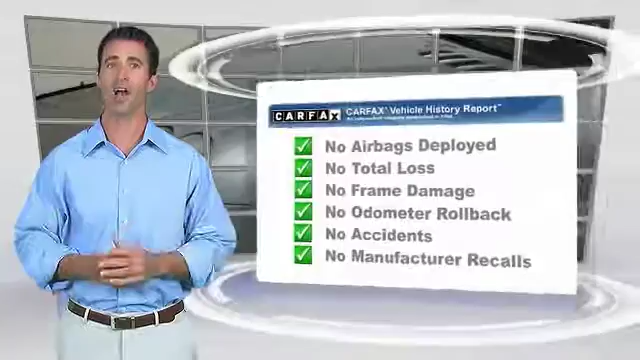 CARFAX
CARFAX Vehicle History Report™
No Airbags Deployed
No Total Loss
No Frame Damage
No Odometer Rollback
No Accidents
No Manufacturer Recalls